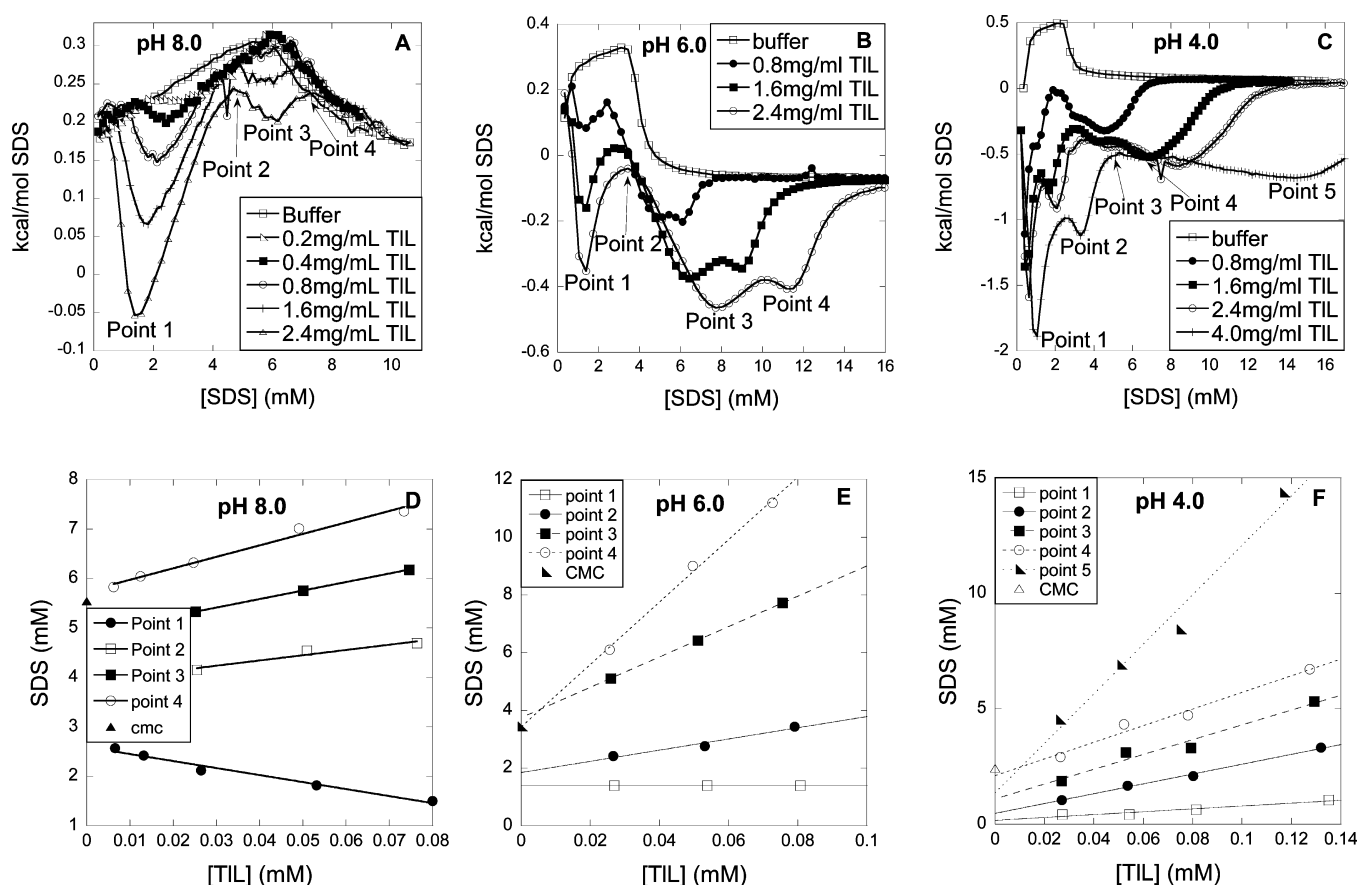 pH 8.0
A
kcal/mol SDS
0.3
0.25
0.2
0.15
0.1
0.05
0
-0.05
-0.1
0
2
4
6
8
10
[SDS] (mM)
Point 1
Point 2
Point 3
Point 4
Buffer
0.2mg/mL TIL
0.4mg/mL TIL
0.8mg/mL TIL
1.6mg/mL TIL
2.4mg/mL TIL
pH 6.0
B
kcal/mol SDS
0.4
0.2
0
-0.2
-0.4
-0.6
0
2
4
6
8
10
12
14
16
[SDS] (mM)
buffer
0.8mg/ml TIL
1.6mg/ml TIL
2.4mg/ml TIL
Point 1
Point 2
Point 3
Point 4
pH 4.0
C
kcal/mol SDS
0.5
0
-0.5
-1
-1.5
-2
0
2
4
6
8
10
12
14
16
[SDS] (mM)
Point 1
Point 2
Point 3
Point 4
Point 5
buffer
0.8mg/ml TIL
1.6mg/ml TIL
2.4mg/ml TIL
4.0mg/ml TIL
pH 8.0
D
SDS (mM)
8
7
6
5
4
3
2
1
0
0.01
0.02
0.03
0.04
0.05
0.06
0.07
0.08
[TIL] (mM)
Point 1
Point 2
Point 3
point 4
cmc
pH 6.0
E
SDS (mM)
12
10
8
6
4
2
0
0
0.02
0.04
0.06
0.08
0.1
[TIL] (mM)
point 1
point 2
point 3
point 4
CMC
pH 4.0
F
SDS (mM)
15
10
5
0
0
0.02
0.04
0.06
0.08
0.1
0.12
0.14
[TIL] (mM)
point 1
point 2
point 3
point 4
point 5
CMC